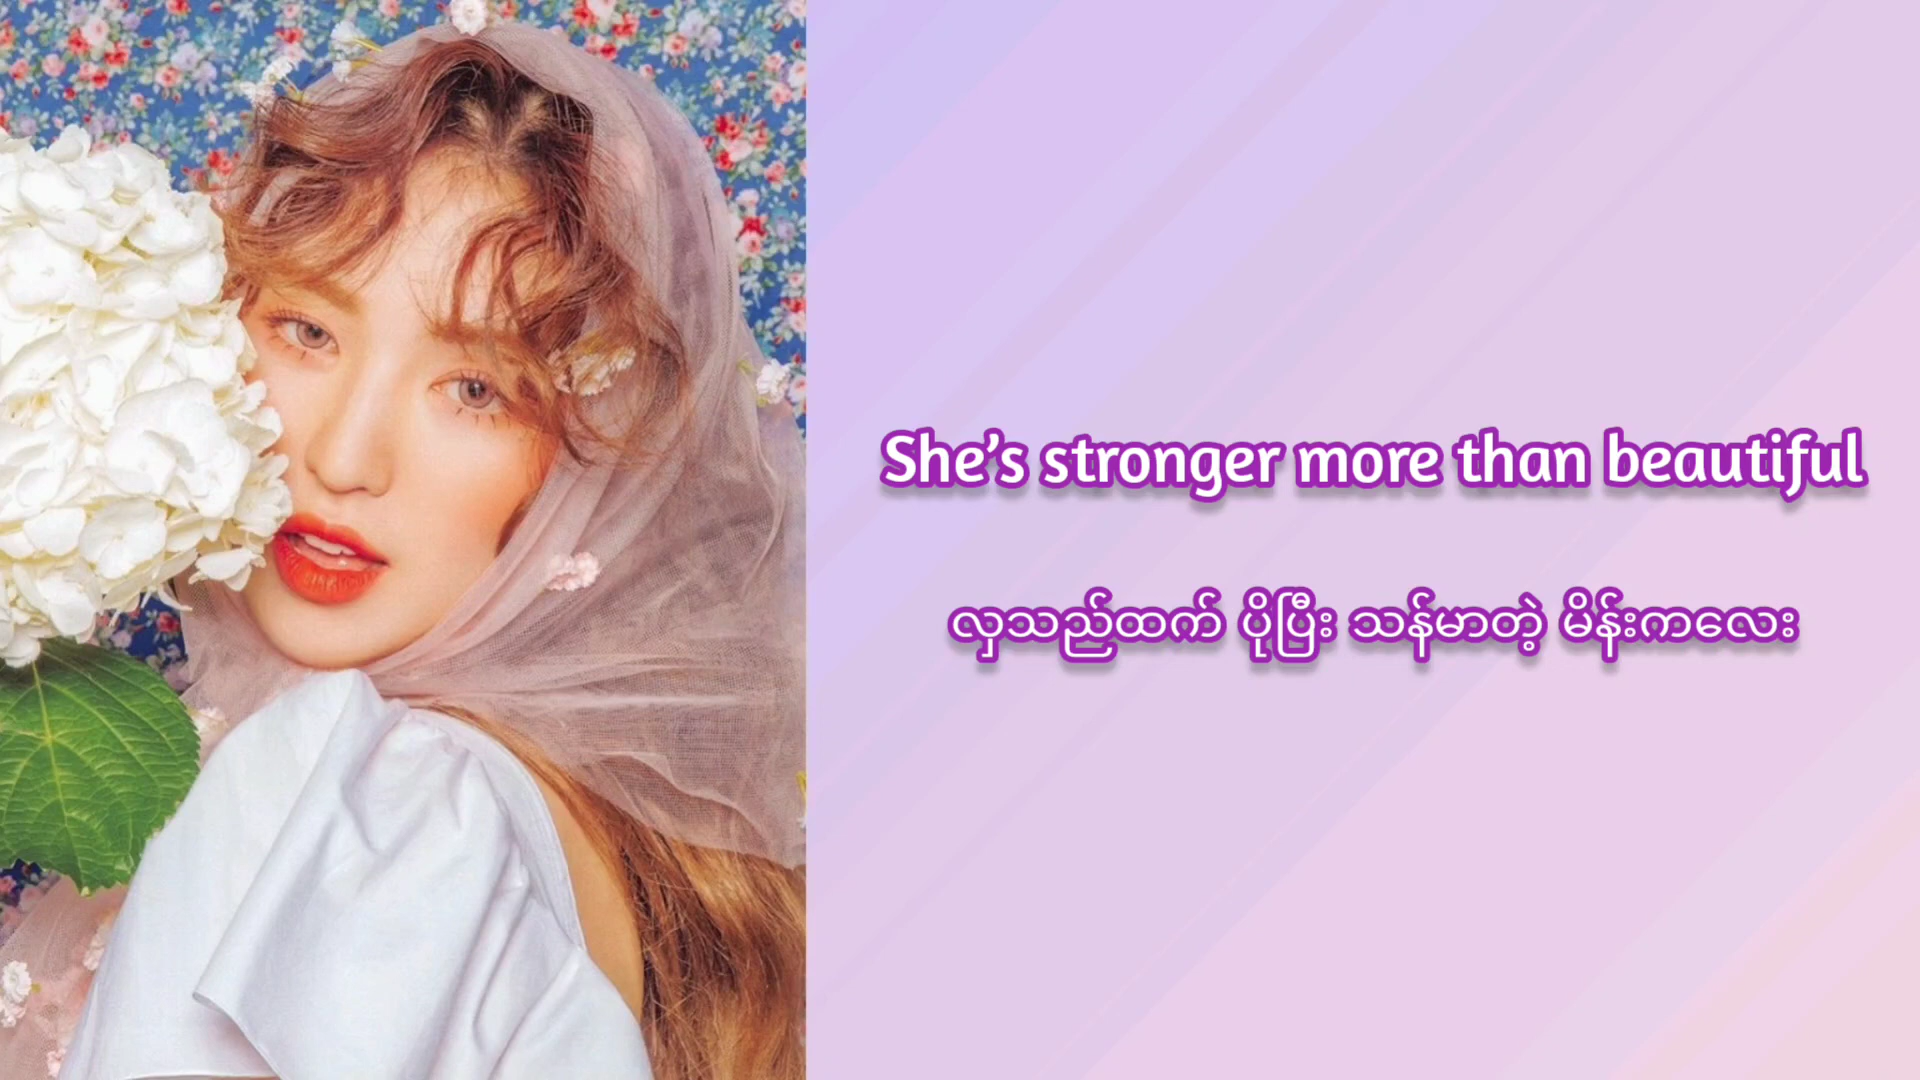 She’s stronger more than beautiful
လှသည်ထက် ပိုပြီး သန်မာတဲ့ မိန်းကလေး